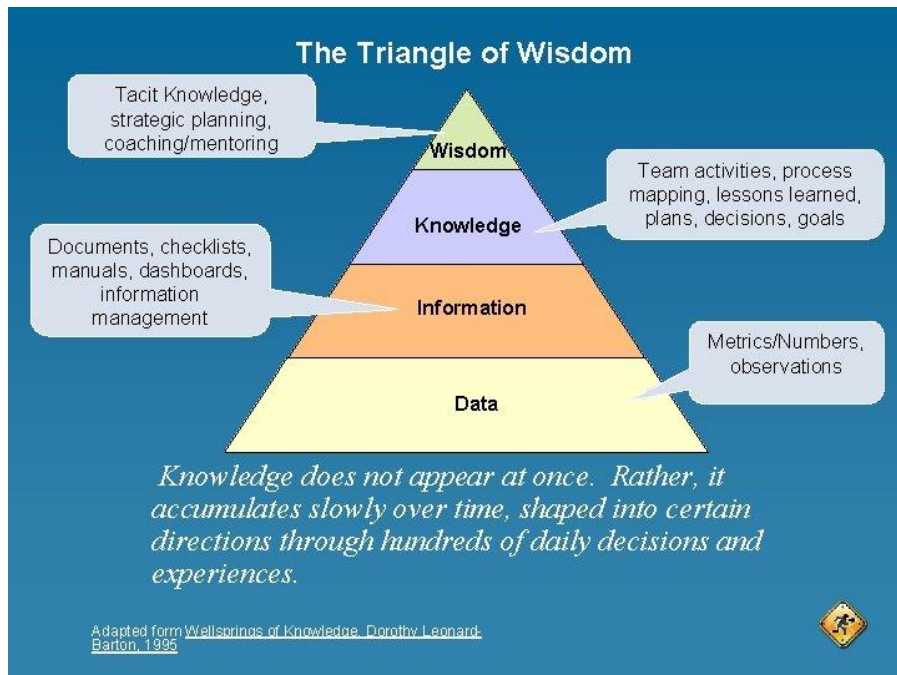 The Triangle of Wisdom
Tacit Knowledge,
strategic planning,
coaching/mentoring
Wisdom
Team activities, process
mapping, lessons learned,
plans, decisions, goals
Knowledge
Documents, checklists,
manuals, dashboards,
information
management
Information
Metrics/Numbers,
observations
Data
Knowledge does not appear at once.  Rather, it
accumulates slowly over time, shaped into certain
directions through hundreds of daily decisions and
experiences.
Adapted form Wellsprings of Knowledge, Dorothy Leonard-
Barton, 1995